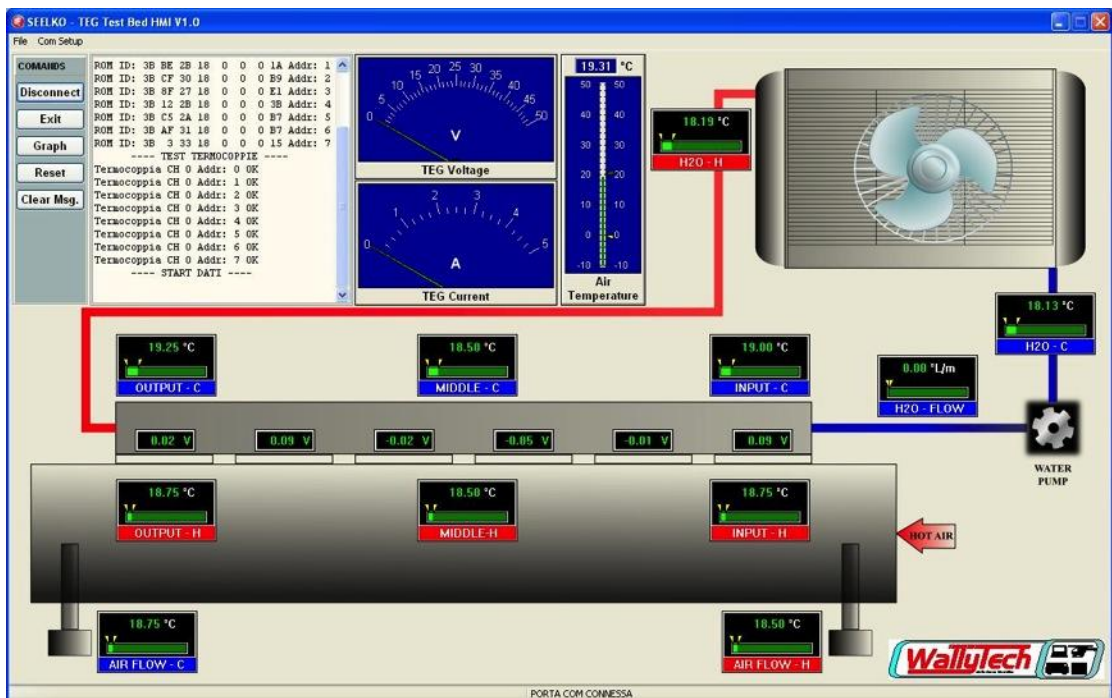 SEELKO - TEG Test Bed HMI V1.0
File Com Setup
COMANDS
Disconnect
Exit
Graph
Reset
Clear Msg.
ROM ID: 3B BE 2B 18 0 0 0 1A Addr: 1
ROM ID: 3B CF 30 18 0 0 0 B9 Addr: 2
ROM ID: 3B 8F 27 18 0 0 0 E1 Addr: 3
ROM ID: 3B 12 2B 18 0 0 0 3B Addr: 4
ROM ID: 3B C5 2A 18 0 0 0 B7 Addr: 5
ROM ID: 3B AF 31 18 0 0 0 B7 Addr: 6
ROM ID: 3B 3 33 18 0 0 0 15 Addr: 7
---- TEST TERMOCOPPIE ----
Termocoppia CH 0 Addr: 0 OK
Termocoppia CH 0 Addr: 1 OK
Termocoppia CH 0 Addr: 2 OK
Termocoppia CH 0 Addr: 3 OK
Termocoppia CH 0 Addr: 4 OK
Termocoppia CH 0 Addr: 5 OK
Termocoppia CH 0 Addr: 6 OK
Termocoppia CH 0 Addr: 7 OK
---- START DATI ----
0 5 10 15 20 25 30 35 40 45 50
V
TEG Voltage
0 1 2 3 4 5
A
TEG Current
19.31 °C
50 50
40 40
30 30
20 20
10 10
0 0
-10 -10
Air
Temperature
18.19 °C
H2O - H
18.13 °C
H2O - C
0.00 °L/m
H2O - FLOW
WATER
PUMP
19.25 °C
OUTPUT - C
18.50 °C
MIDDLE - C
19.00 °C
INPUT - C
0.02 V
0.09 V
-0.02 V
-0.05 V
-0.01 V
0.09 V
18.75 °C
OUTPUT - H
18.50 °C
MIDDLE-H
18.75 °C
INPUT - H
HOT AIR
18.75 °C
AIR FLOW - C
18.50 °C
AIR FLOW - H
WallyTech
PORTA COM CONNESSA